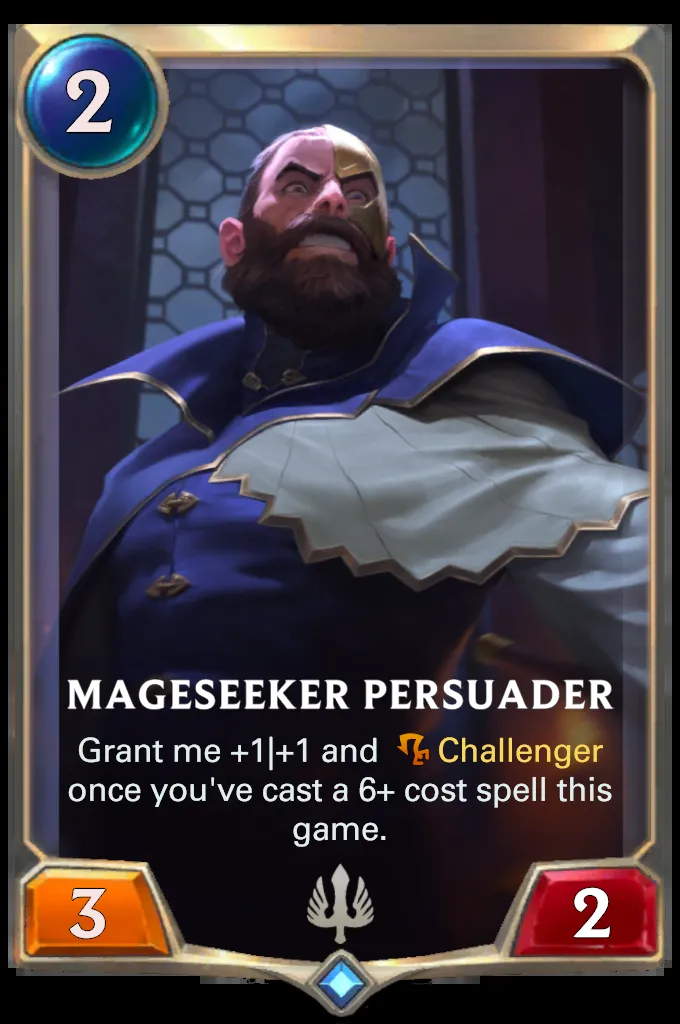 2
MAGESEEKER PERSUADER
Grant me +1|+1 and Challenger
once you've cast a 6+ cost spell this
game.
3
2